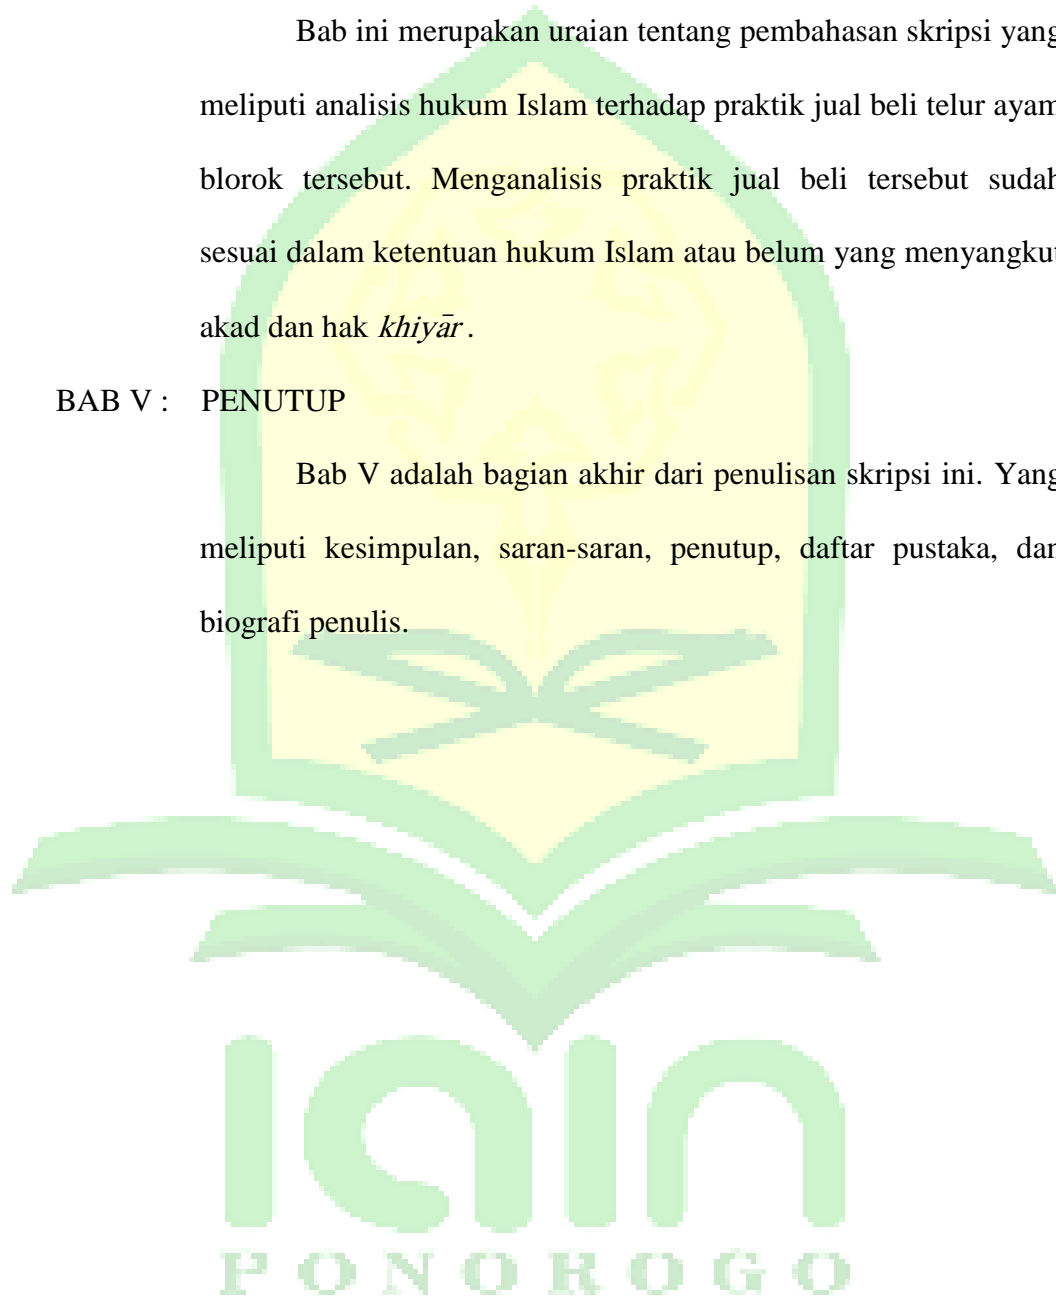 Bab ini merupakan uraian tentang pembahasan skripsi yang
meliputi analisis hukum Islam terhadap praktik jual beli telur ayam
blorok tersebut. Menganalisis praktik jual beli tersebut sudah
sesuai dalam ketentuan hukum Islam atau belum yang menyangkut
akad dan hak khiyār .
BAB V : PENUTUP
Bab V adalah bagian akhir dari penulisan skripsi ini. Yang
meliputi kesimpulan, saran-saran, penutup, daftar pustaka, dan
biografi penulis.
iain
PONOROGO